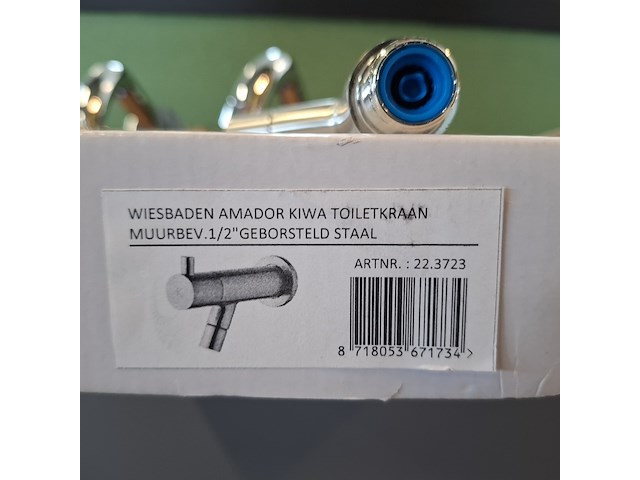 WIESBADEN AMADOR KIWA TOILETKRAAN
MUURBEV.1/2"GEBORSTELD STAAL
ARTNR. : 22.3723
8 718053 671734 >